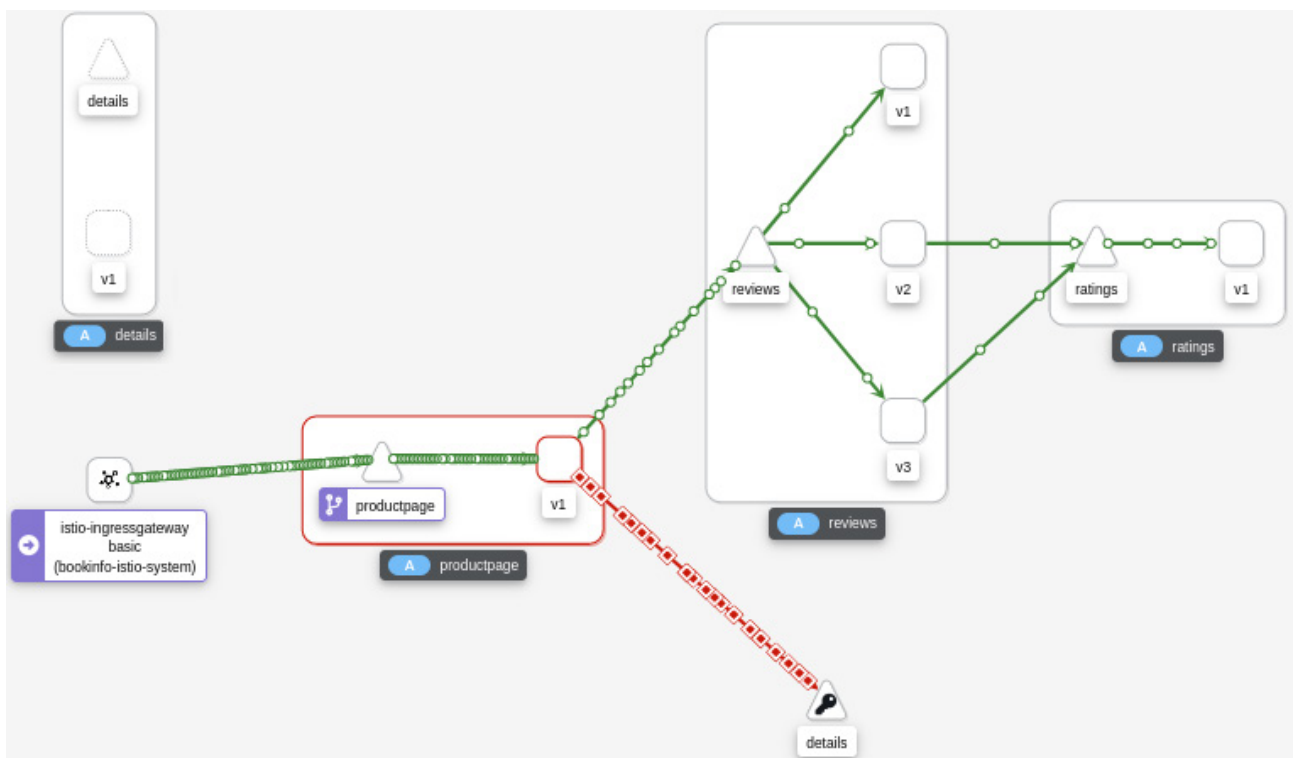 details
v1
A details
v1
reviews
v2
v3
A reviews
ratings
v1
A ratings
productpage
v1
A productpage
istio-ingressgateway
basic
(bookinfo-istio-system)
details